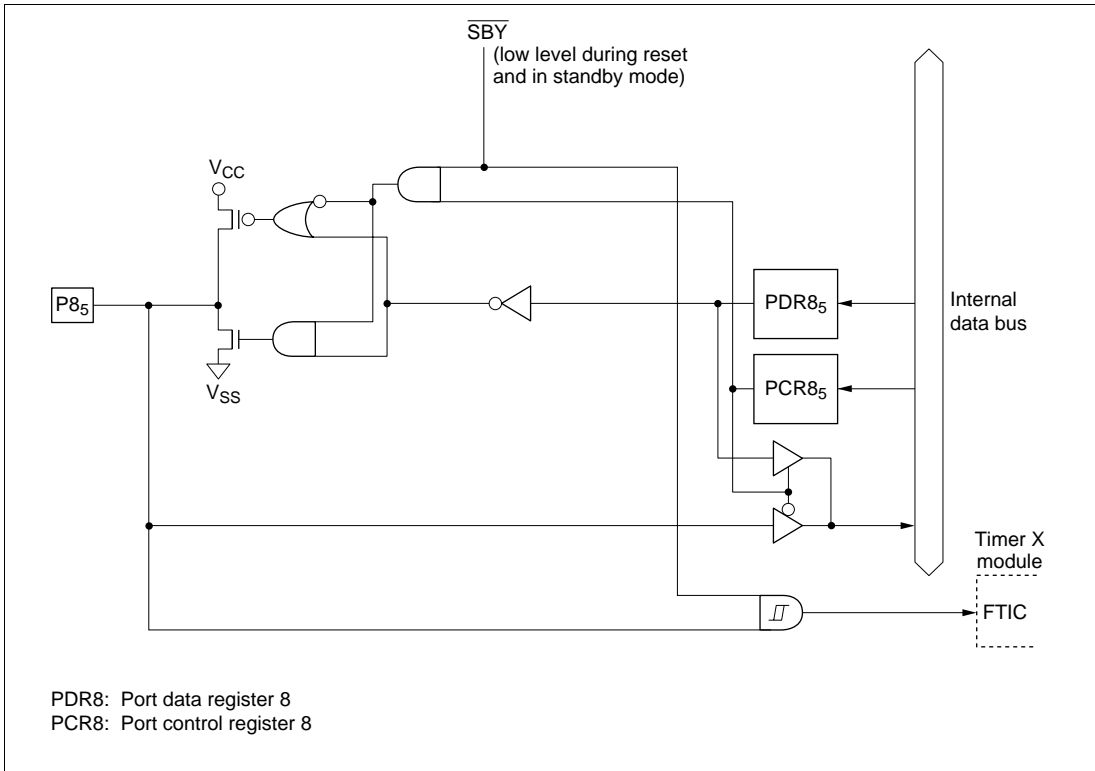 SBY
(low level during reset
and in standby mode)
VCC
P85
VSS
PDR85
PCR85
Internal
data bus
Timer X
module
FTIC
PDR8: Port data register 8
PCR8: Port control register 8